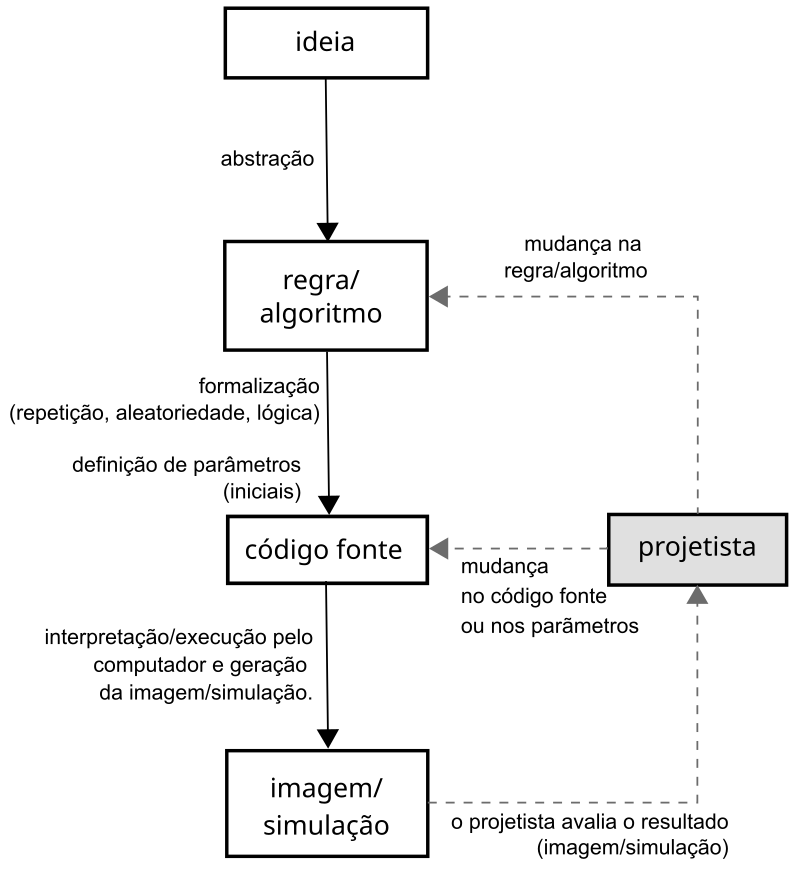 ideia
abstração
mudança na
regra/algoritmo
regra/
algoritmo
formalização
(repetição, aleatoriedade, lógica)
definição de parâmetros
(iniciais)
código fonte
projetista
mudança
no código fonte
ou nos parãmetros
interpretação/execução pelo
computador e geração
da imagem/simulação.
imagem/
simulação
o projetista avalia o resultado
(imagem/simulação)